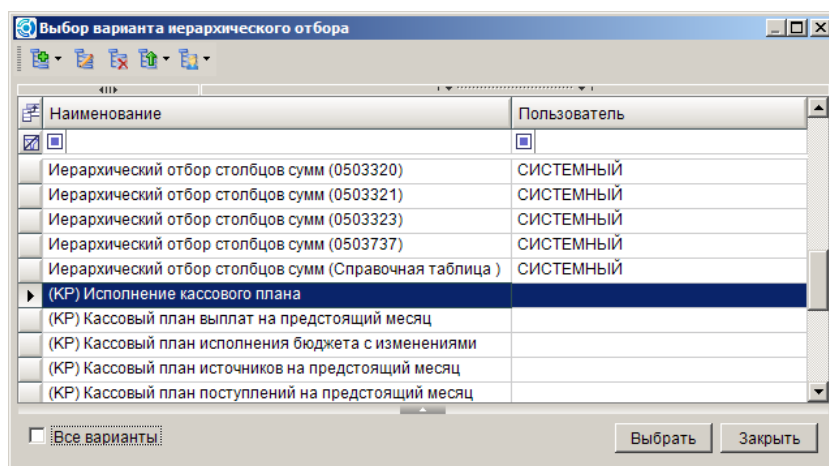 Выбор варианта иерархического отбора
Наименование Пользователь
Иерархический отбор столбцов сумм (0503320) СИСТЕМНЫЙ
Иерархический отбор столбцов сумм (0503321) СИСТЕМНЫЙ
Иерархический отбор столбцов сумм (0503323) СИСТЕМНЫЙ
Иерархический отбор столбцов сумм (0503737) СИСТЕМНЫЙ
Иерархический отбор столбцов сумм (Справочная таблица ) СИСТЕМНЫЙ
(КР) Исполнение кассового плана
(КР) Кассовый план выплат на предстоящий месяц
(КР) Кассовый план исполнения бюджета с изменениями
(КР) Кассовый план источников на предстоящий месяц
(КР) Кассовый план поступлений на предстоящий месяц
Все варианты Выбрать Закрыть